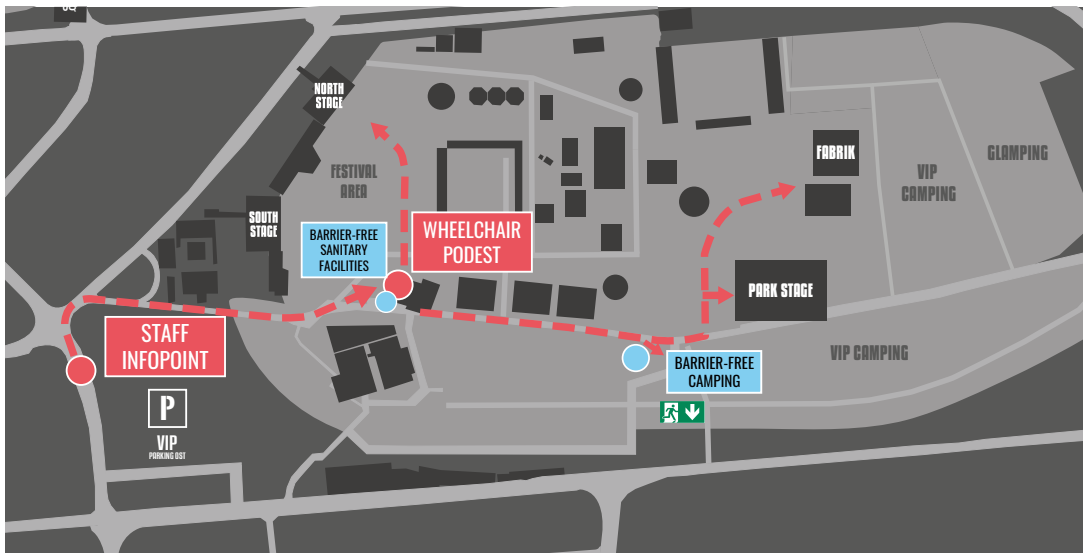 NORTH
STAGE
FESTIVAL
AREA
SOUTH
STAGE
BARRIER-FREE
SANITARY
FACILITIES
WHEELCHAIR
PODEST
FABRIK
VIP
CAMPING
GLAMPING
PARK STAGE
STAFF
INFOPOINT
VIP CAMPING
BARRIER-FREE
CAMPING
P
VIP
PARKING OST